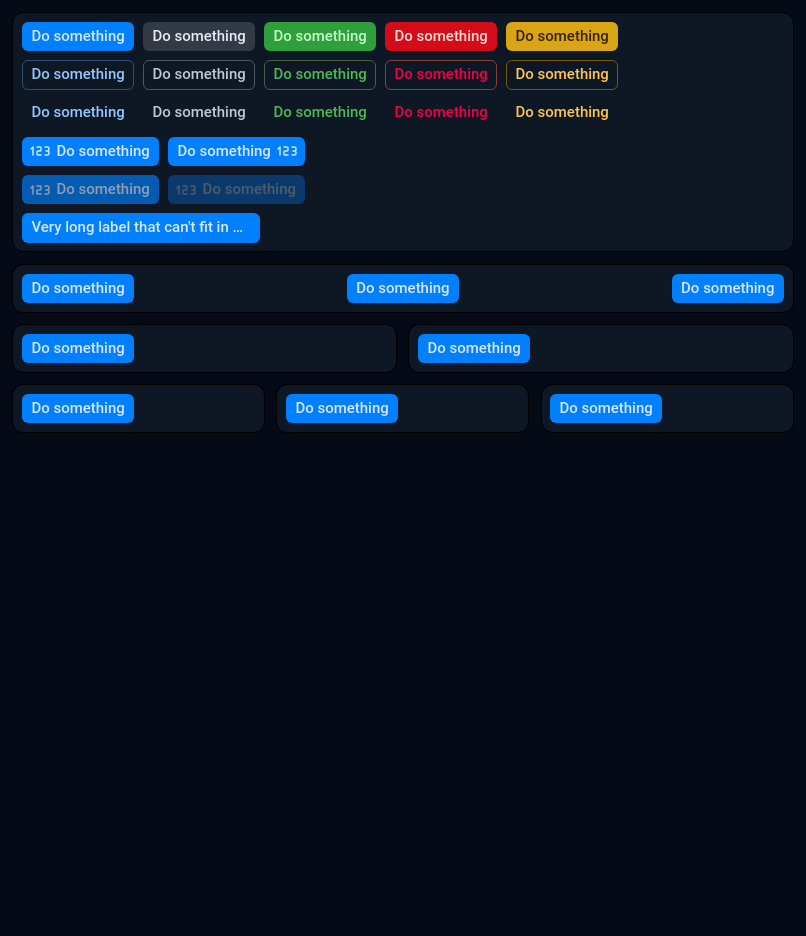 Do something Do something Do something Do something Do something
Do something Do something Do something Do something Do something
Do something Do something Do something Do something Do something
123 Do something Do something 123
123 Do something 123 Do something
Very long label that can't fit in ...
Do something Do something Do something
Do something Do something
Do something Do something Do something